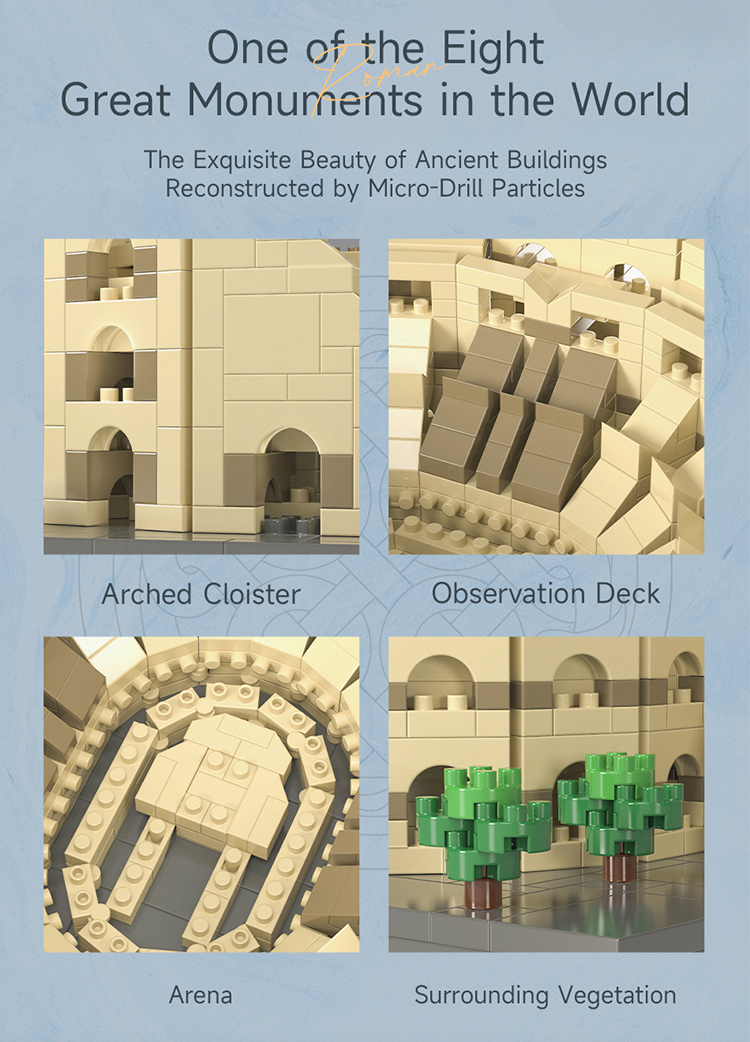 One of the Eight
Roman
Great Monuments in the World
The Exquisite Beauty of Ancient Buildings
Reconstructed by Micro-Drill Particles
Arched Cloister
Observation Deck
Arena
Surrounding Vegetation